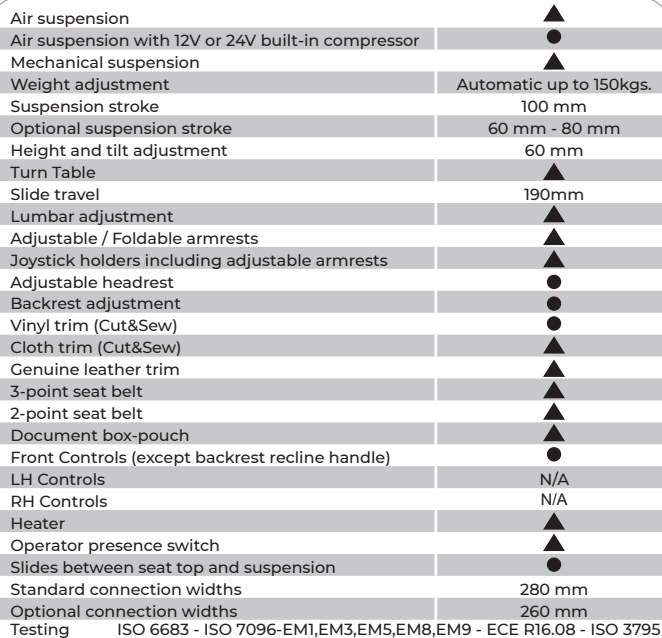 Air suspension ▲
Air suspension with 12V or 24V built-in compressor ●
Mechanical suspension ▲
Weight adjustment Automatic up to 150kgs.
Suspension stroke 100 mm
Optional suspension stroke 60 mm - 80 mm
Height and tilt adjustment 60 mm
Turn Table ▲
Slide travel 190mm
Lumbar adjustment ▲
Adjustable / Foldable armrests ▲
Joystick holders including adjustable armrests ▲
Adjustable headrest ●
Backrest adjustment ●
Vinyl trim (Cut&Sew) ●
Cloth trim (Cut&Sew) ▲
Genuine leather trim ▲
3-point seat belt ▲
2-point seat belt ▲
Document box-pouch ▲
Front Controls (except backrest recline handle) ●
LH Controls N/A
RH Controls N/A
Heater ▲
Operator presence switch ▲
Slides between seat top and suspension ●
Standard connection widths 280 mm
Optional connection widths 260 mm
Testing ISO 6683 - ISO 7096-EM1,EM3,EM5,EM8,EM9 - ECE R16.08 - ISO 3795